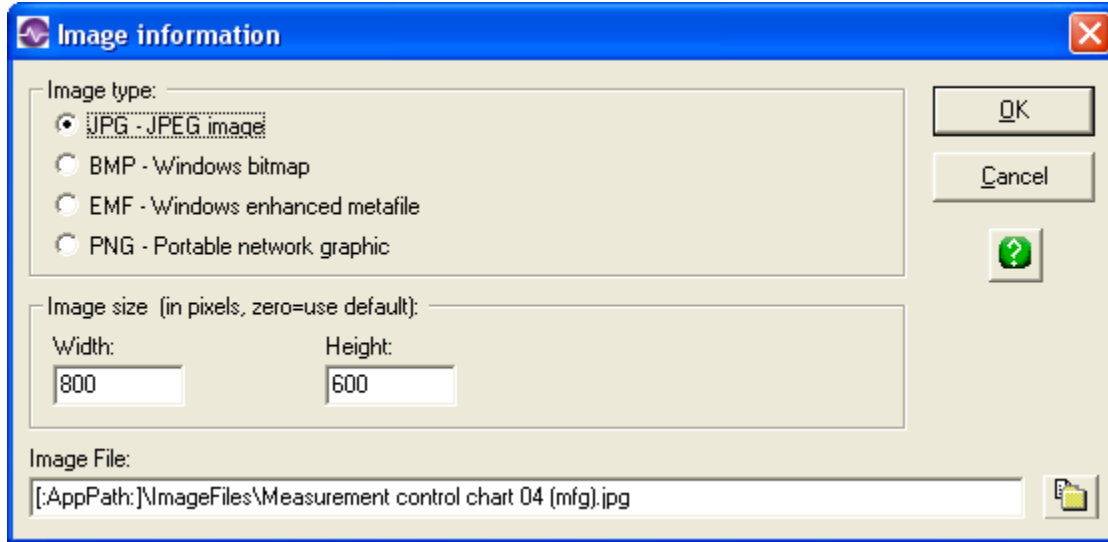 Image information
Image type:
JPG - JPEG image
BMP - Windows bitmap
EMF - Windows enhanced metafile
PNG - Portable network graphic
OK
Cancel
?
Image size (in pixels, zero=use default):
Width: Height:
800 600
Image File:
[:AppPath:]\ImageFiles\Measurement control chart 04 (mfg).jpg